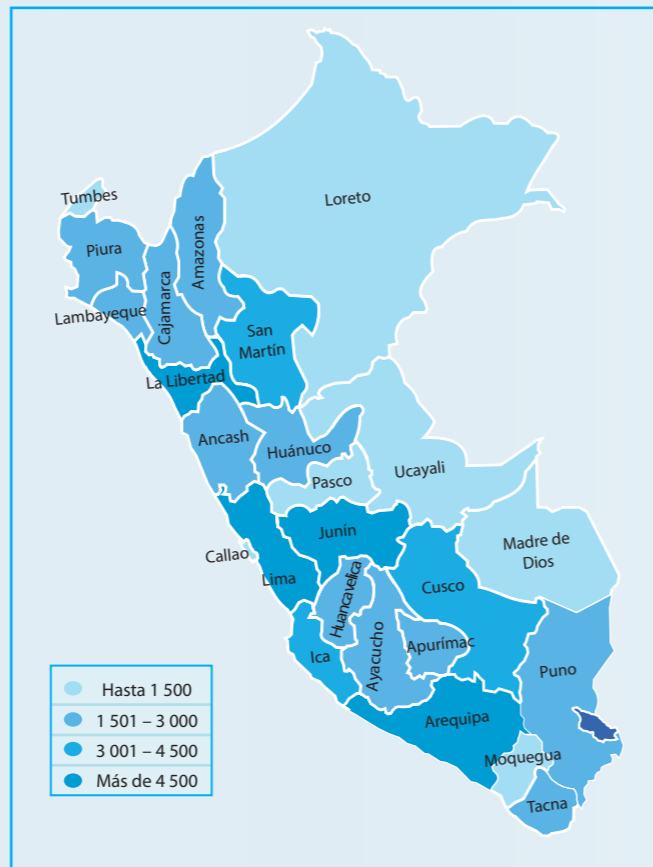 Tumbes
Loreto
Piura
Amazonas
Cajamarca
Lambayeque
San
Martín
La Libertad
Ancash
Huánuco
Pasco
Ucayali
Junín
Callao
Lima
Madre de
Dios
Huancavelica
Cusco
Ica
Ayacucho
Apurímac
Puno
Arequipa
Moquegua
Tacna
Hasta 1 500
1 501 – 3 000
3 001 – 4 500
Más de 4 500